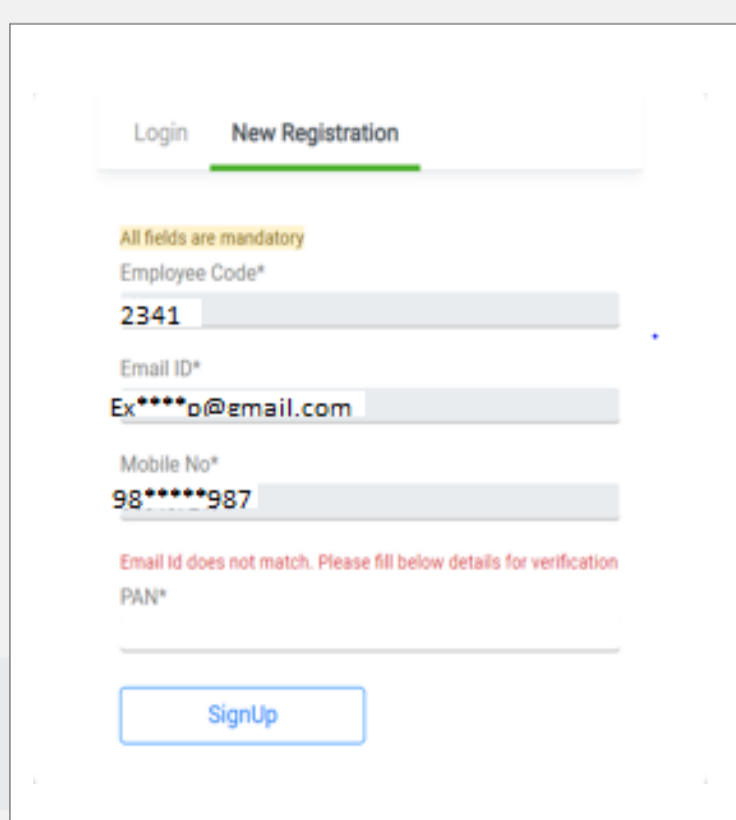 Login New Registration
All fields are mandatory
Employee Code*
2341
Email ID*
Ex****p@gmail.com
Mobile No*
98*****987
Email Id does not match. Please fill below details for verification
PAN*
SignUp